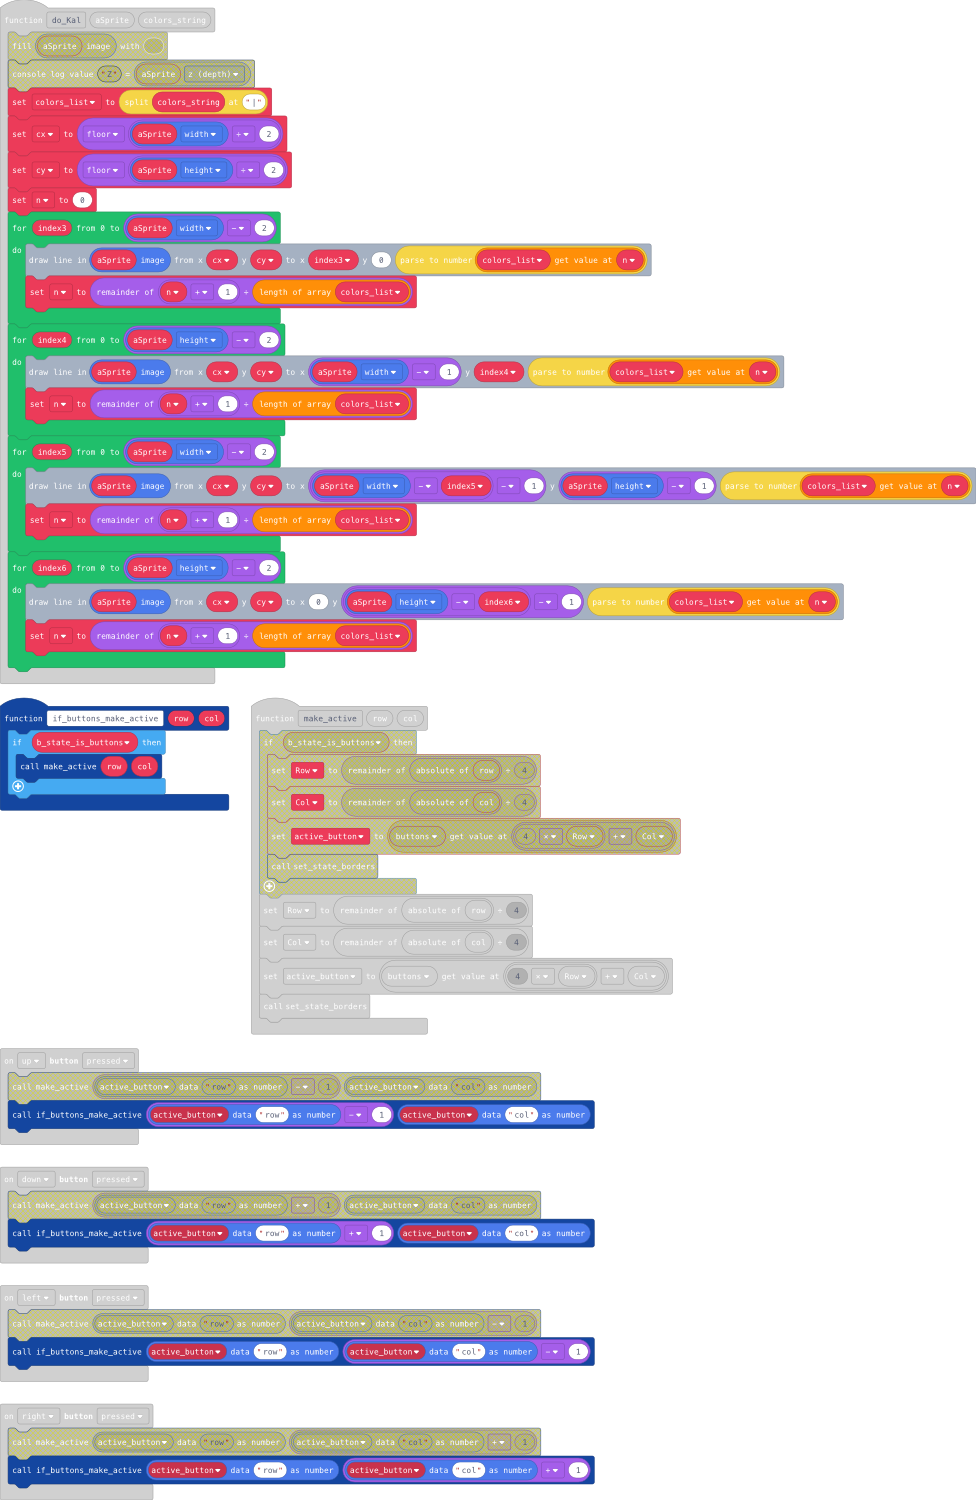 function do_Kal aSprite colors_string
fill aSprite image with
console log value "Z" = aSprite z (depth)
set colors_list to split colors_string at "|"
set cx to floor aSprite width ÷ 2
set cy to floor aSprite height ÷ 2
set n to 0
for index3 from 0 to aSprite width - 2
do
draw line in aSprite image from x cx y cy to x index3 y 0 parse to number colors_list get value at n
set n to remainder of n + 1 ÷ length of array colors_list
for index4 from 0 to aSprite height - 2
do
draw line in aSprite image from x cx y cy to x aSprite width - 1 y index4 parse to number colors_list get value at n
set n to remainder of n + 1 ÷ length of array colors_list
for index5 from 0 to aSprite width - 2
do
draw line in aSprite image from x cx y cy to x aSprite width - index5 - 1 y aSprite height - 1 parse to number colors_list get value at n
set n to remainder of n + 1 ÷ length of array colors_list
for index6 from 0 to aSprite height - 2
do
draw line in aSprite image from x cx y cy to x 0 y aSprite height - index6 - 1 parse to number colors_list get value at n
set n to remainder of n + 1 ÷ length of array colors_list
function if_buttons_make_active row col
if b_state_is_buttons then
call make_active row col
function make_active row col
if b_state_is_buttons then
set Row to remainder of absolute of row ÷ 4
set Col to remainder of absolute of col ÷ 4
set active_button to buttons get value at 4 × Row + Col
call set_state_borders
set Row to remainder of absolute of row ÷ 4
set Col to remainder of absolute of col ÷ 4
set active_button to buttons get value at 4 × Row + Col
call set_state_borders
on up button pressed
call make_active active_button data "row" as number - 1 active_button data "col" as number
call if_buttons_make_active active_button data "row" as number - 1 active_button data "col" as number
on down button pressed
call make_active active_button data "row" as number + 1 active_button data "col" as number
call if_buttons_make_active active_button data "row" as number + 1 active_button data "col" as number
on left button pressed
call make_active active_button data "row" as number active_button data "col" as number - 1
call if_buttons_make_active active_button data "row" as number active_button data "col" as number - 1
on right button pressed
call make_active active_button data "row" as number active_button data "col" as number + 1
call if_buttons_make_active active_button data "row" as number active_button data "col" as number + 1